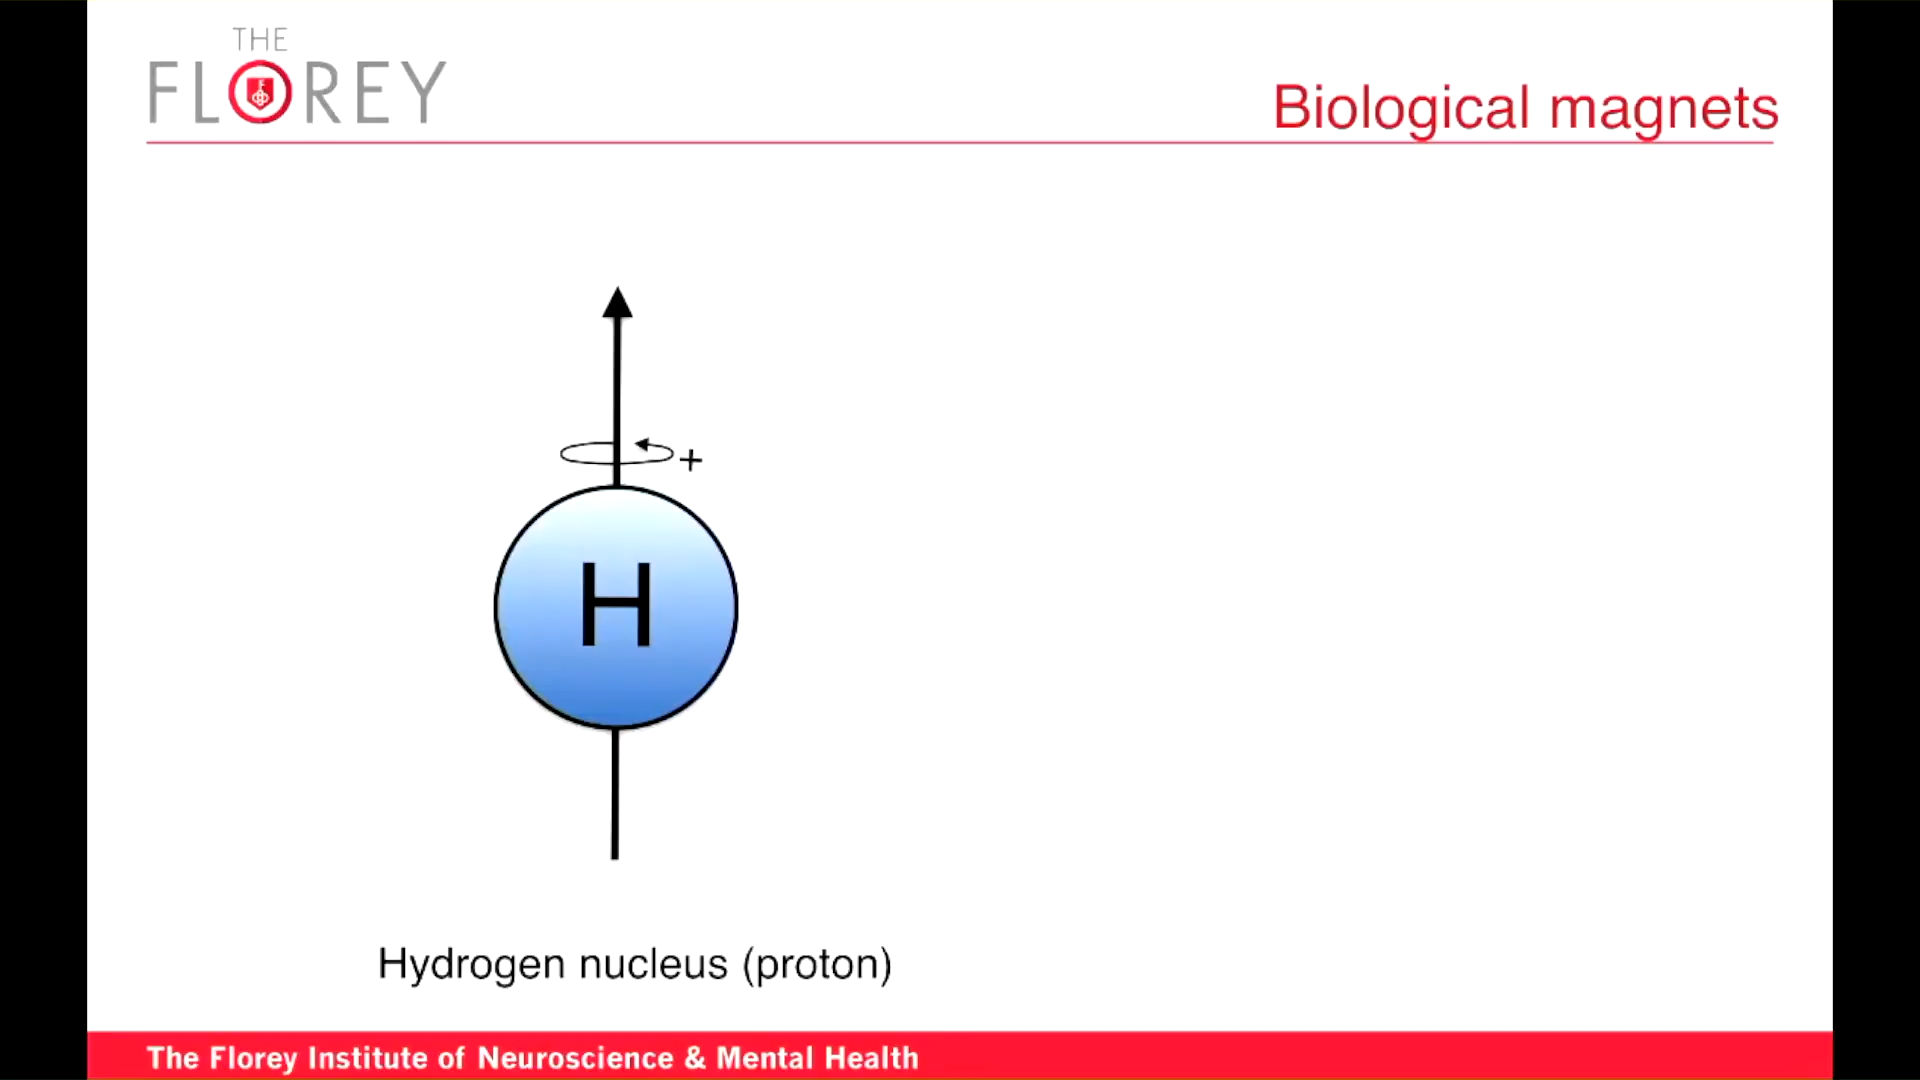 THE
FLOREY
Biological magnets
+
H
Hydrogen nucleus (proton)
The Florey Institute of Neuroscience & Mental Health